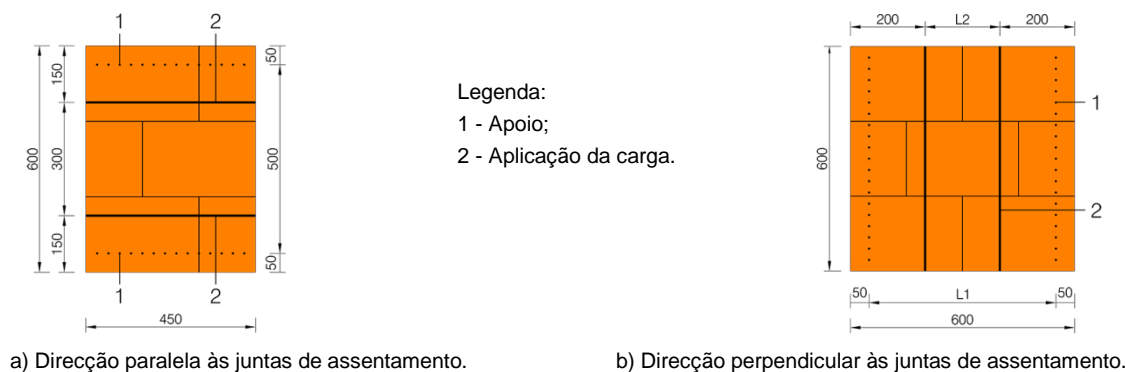 1 2
150
300
150
600
50
500
50
1 2
450
Legenda:
1 - Apoio;
2 - Aplicação da carga.
200 L2 200
600
1
2
50 L1 50
600
a) Direcção paralela às juntas de assentamento.
b) Direcção perpendicular às juntas de assentamento.